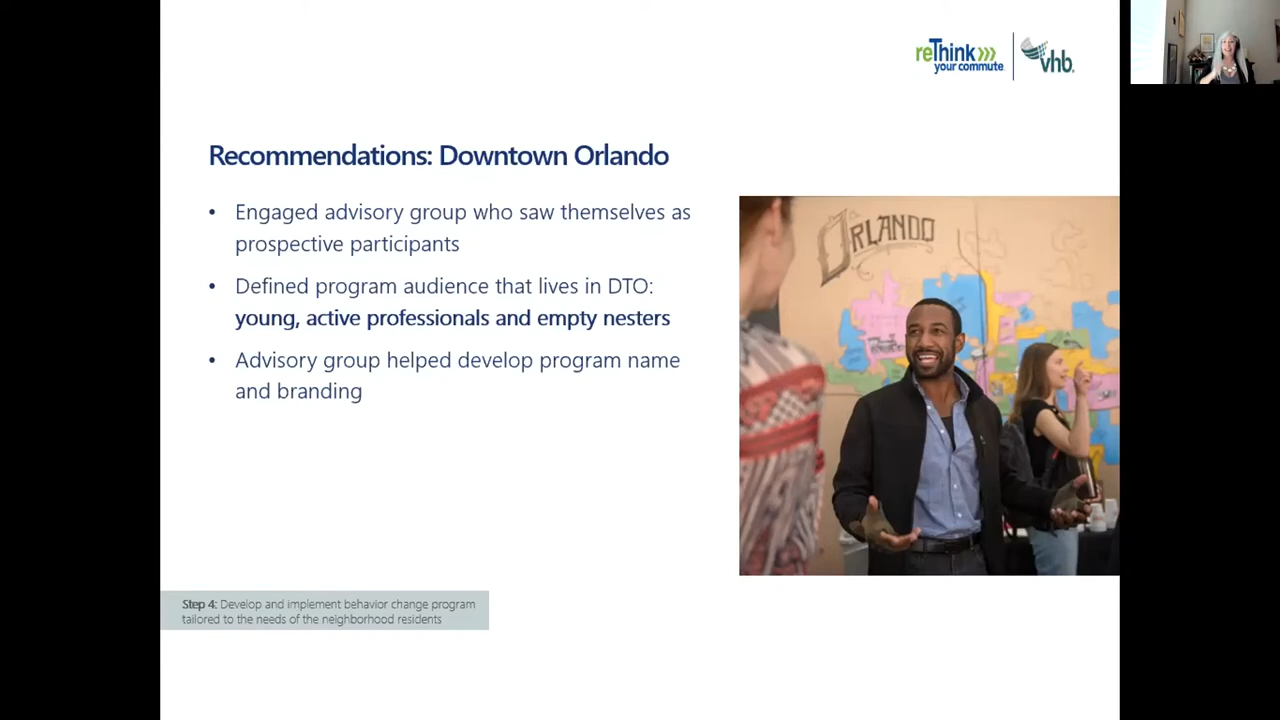 reThink
your commute
vhb
Recommendations: Downtown Orlando
• Engaged advisory group who saw themselves as
prospective participants
• Defined program audience that lives in DTO:
young, active professionals and empty nesters
• Advisory group helped develop program name
and branding
ORLANDO
Step 4: Develop and implement behavior change program
tailored to the needs of the neighborhood residents